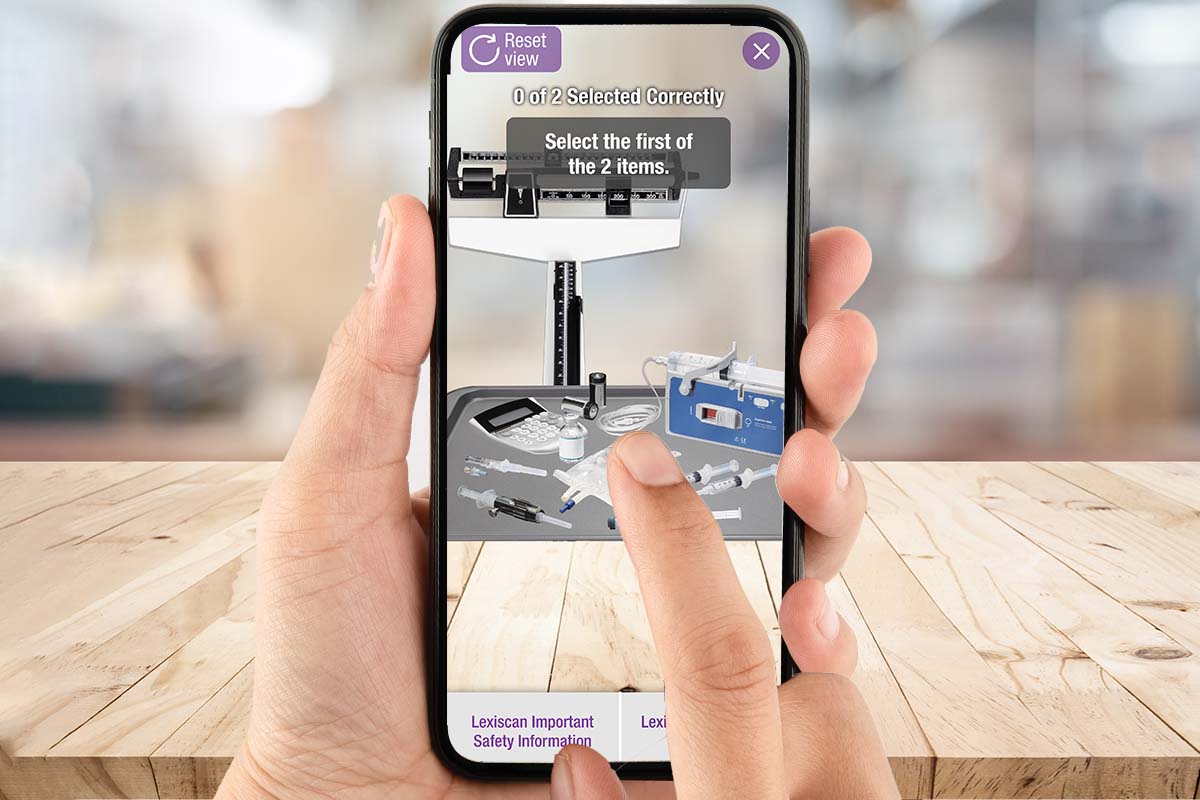 Reset
view
0 of 2 Selected Correctly
Select the first of
the 2 items.
Lexiscan Important
Safety Information
Lexi